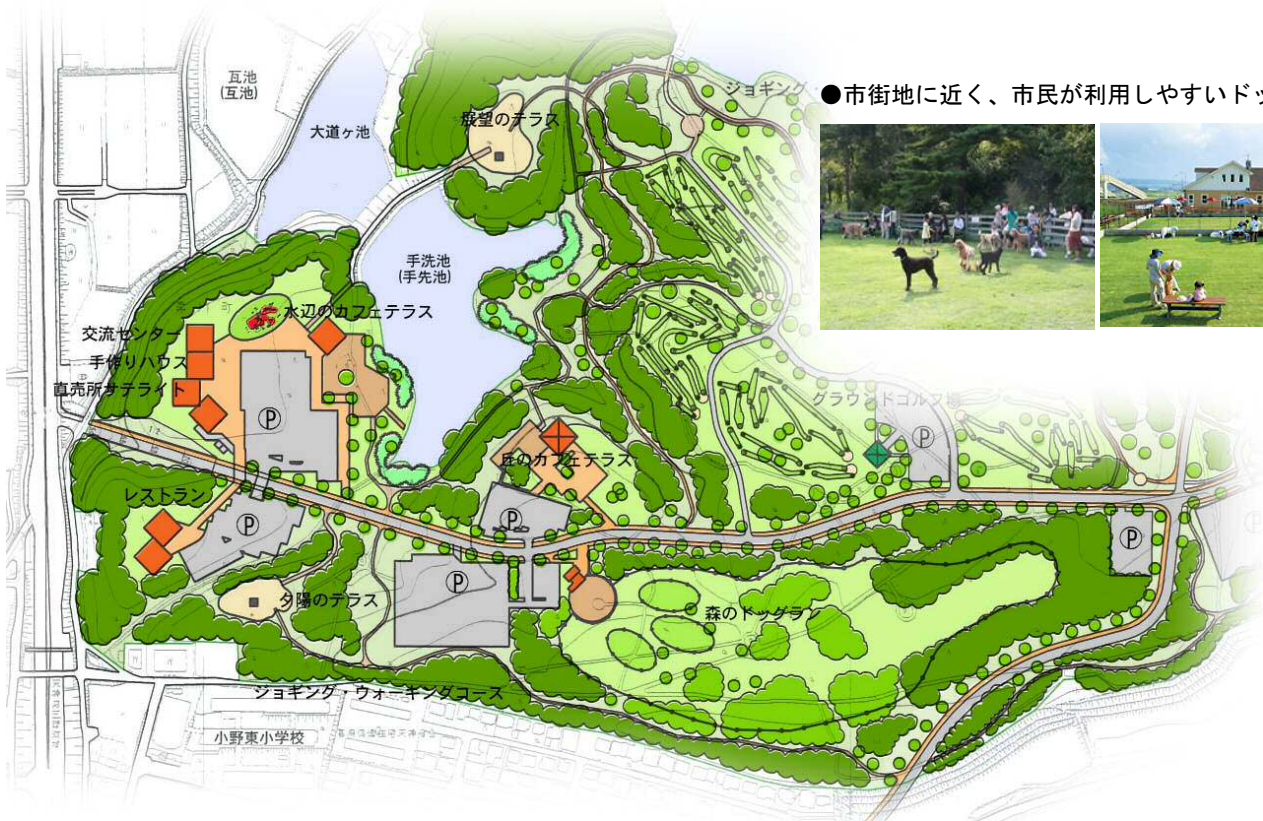 瓦池
(互池)
大道ヶ池
展望のテラス
ジョギング
●市街地に近く、市民が利用しやすいドッ
手洗池
(手先池)
水辺のカフェテラス
交流センター
手作りハウス
直売所サテライト
P
グラウンドゴルフ場
P
丘のカフェテラス
レストラン
P
P
P
P
P
夕陽のテラス
森のドッグラン
ジョギング・ウォーキングコース
小野東小学校